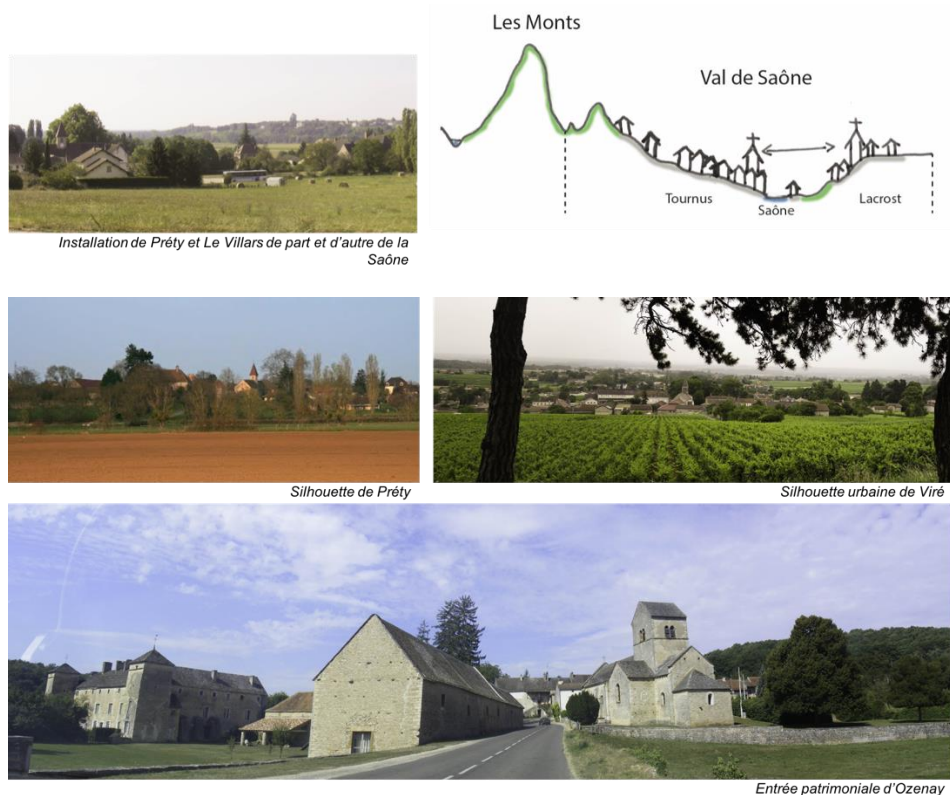 Les Monts
Val de Saône
Tournus
Saône
Lacrost
Installation de Préty et Le Villars de part et d'autre de la
Saône
Silhouette de Préty
Silhouette urbaine de Viré
Entrée patrimoniale d'Ozenay